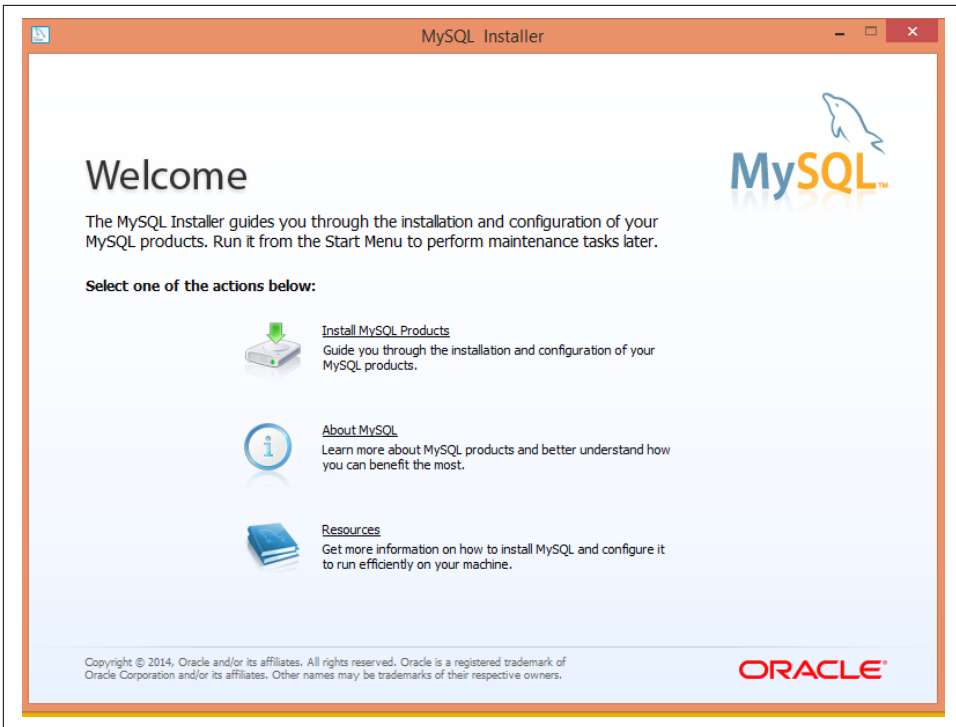 MySQL Installer
MySQL™
Welcome
The MySQL Installer guides you through the installation and configuration of your
MySQL products. Run it from the Start Menu to perform maintenance tasks later.
Select one of the actions below:
Install MySQL Products
Guide you through the installation and configuration of your
MySQL products.
About MySQL
Learn more about MySQL products and better understand how
you can benefit the most.
Resources
Get more information on how to install MySQL and configure it
to run efficiently on your machine.
Copyright © 2014, Oracle and/or its affiliates. All rights reserved. Oracle is a registered trademark of
Oracle Corporation and/or its affiliates. Other names may be trademarks of their respective owners.
ORACLE®